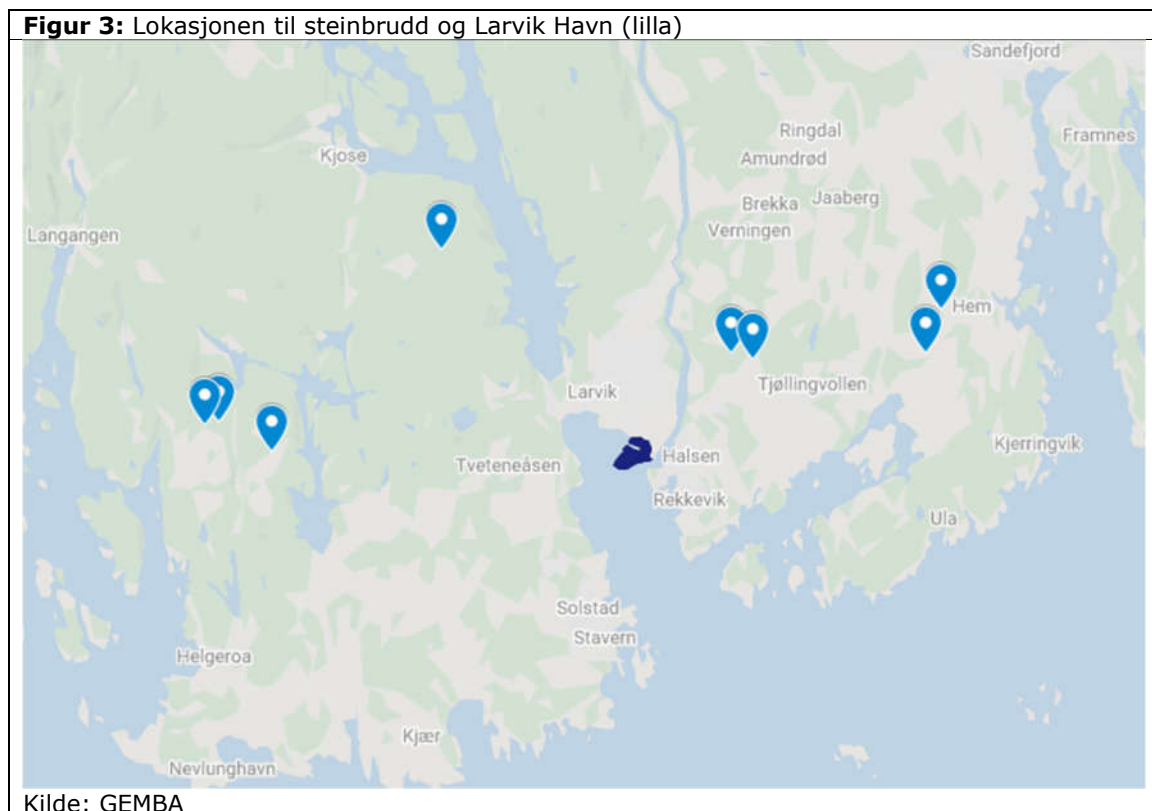 Figur 3: Lokasjonen til steinbrudd og Larvik Havn (lilla)
Sandefjord
Ringdal
Framnes
Amundrød
Kjose
Brekka
Jaaberg
Verningen
Langangen
Hem
Tjøllingvollen
Larvik
Kjerringvik
Halsen
Tveteneåsen
Rekkevik
Ula
Solstad
Stavern
Helgeroa
Kjær
Nevlunghavn
Kilde: GEMBA